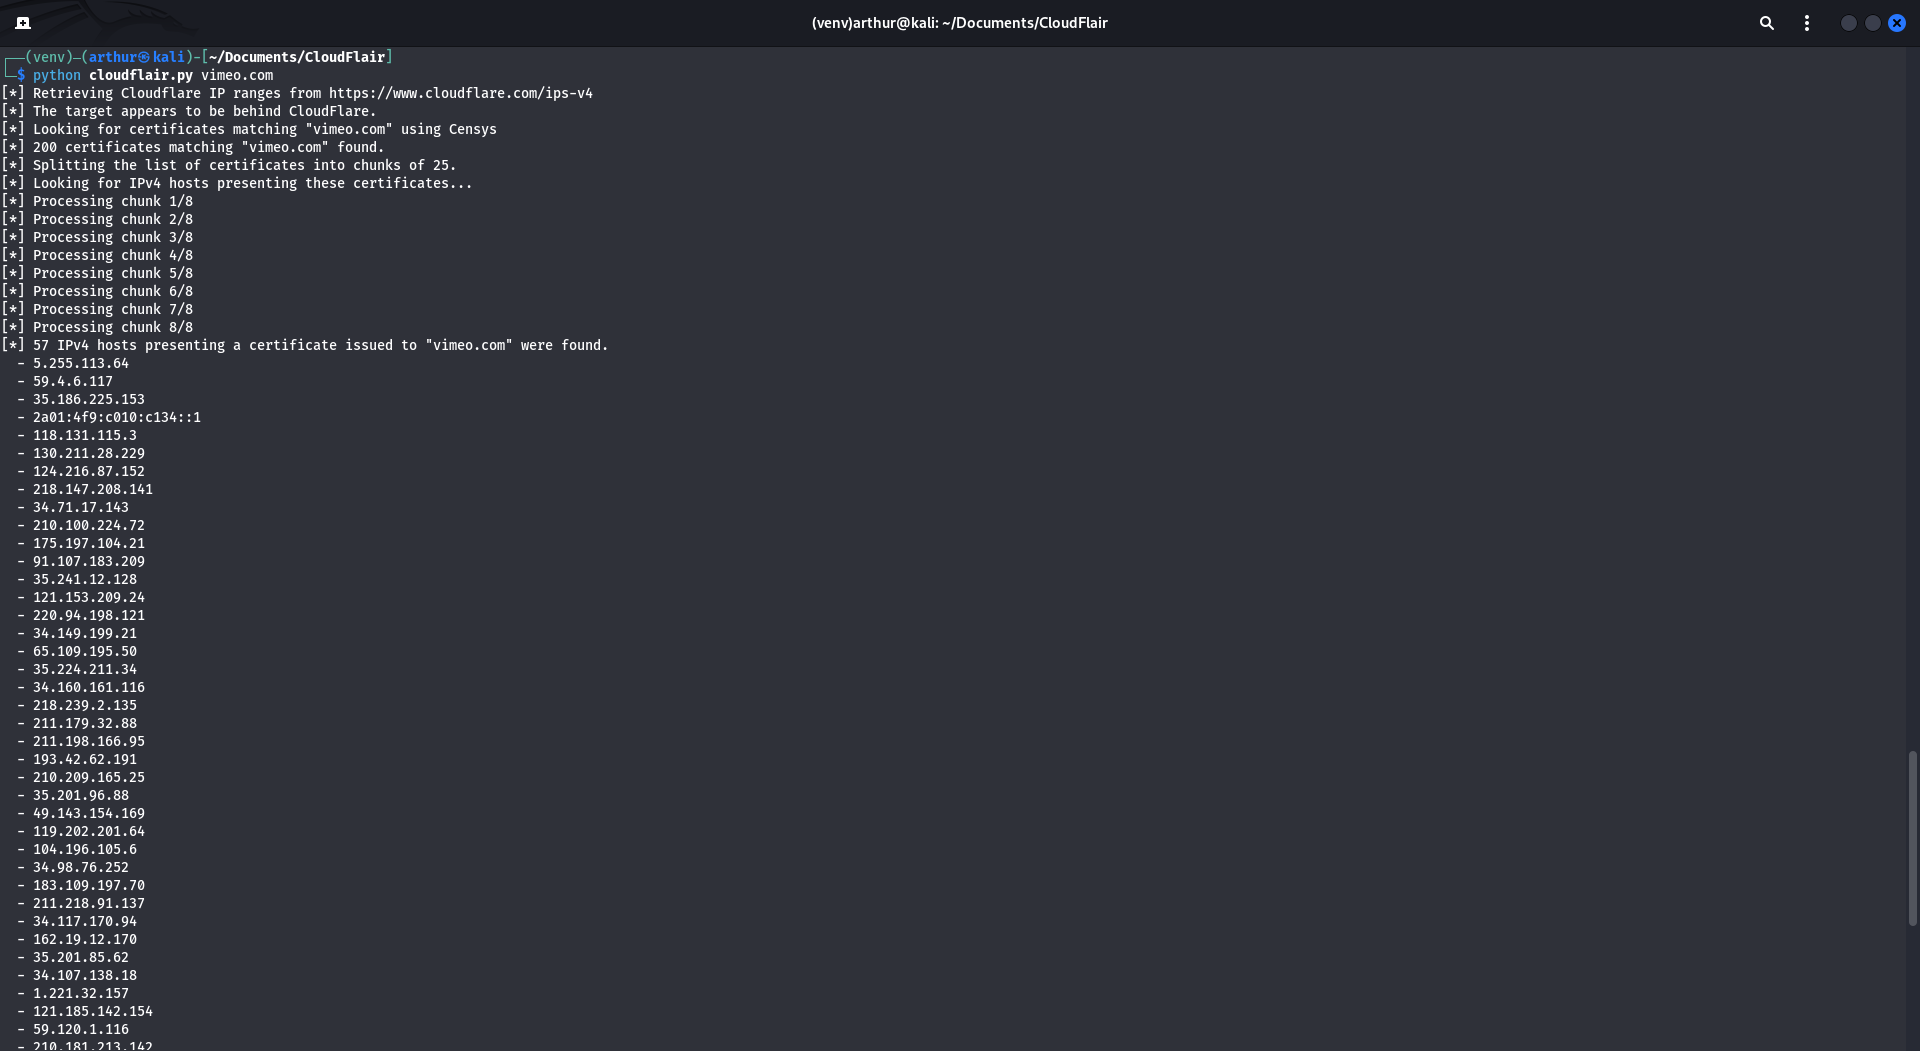 (venv)arthur@kali: ~/Documents/CloudFlair
(venv)-(arthur㉿kali)-[~/Documents/CloudFlair]
$ python cloudflair.py vimeo.com
[*] Retrieving Cloudflare IP ranges from https://www.cloudflare.com/ips-v4
[*] The target appears to be behind CloudFlare.
[*] Looking for certificates matching "vimeo.com" using Censys
[*] 200 certificates matching "vimeo.com" found.
[*] Splitting the list of certificates into chunks of 25.
[*] Looking for IPv4 hosts presenting these certificates...
[*] Processing chunk 1/8
[*] Processing chunk 2/8
[*] Processing chunk 3/8
[*] Processing chunk 4/8
[*] Processing chunk 5/8
[*] Processing chunk 6/8
[*] Processing chunk 7/8
[*] Processing chunk 8/8
[*] 57 IPv4 hosts presenting a certificate issued to "vimeo.com" were found.
- 5.255.113.64
- 59.4.6.117
- 35.186.225.153
- 2a01:4f9:c010:c134::1
- 118.131.115.3
- 130.211.28.229
- 124.216.87.152
- 218.147.208.141
- 34.71.17.143
- 210.100.224.72
- 175.197.104.21
- 91.107.183.209
- 35.241.12.128
- 121.153.209.24
- 220.94.198.121
- 34.149.199.21
- 65.109.195.50
- 35.224.211.34
- 34.160.161.116
- 218.239.2.135
- 211.179.32.88
- 211.198.166.95
- 193.42.62.191
- 210.209.165.25
- 35.201.96.88
- 49.143.154.169
- 119.202.201.64
- 104.196.105.6
- 34.98.76.252
- 183.109.197.70
- 211.218.91.137
- 34.117.170.94
- 162.19.12.170
- 35.201.85.62
- 34.107.138.18
- 1.221.32.157
- 121.185.142.154
- 59.120.1.116
- 210.181.213.142